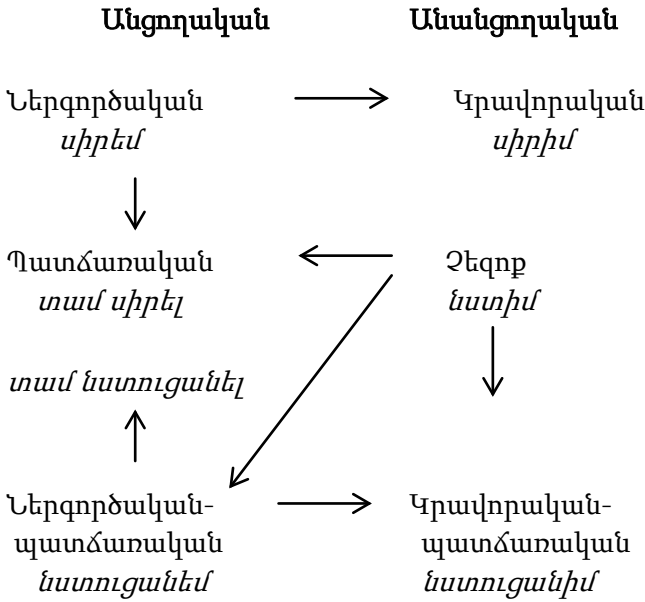 Անցողական Անանցողական
Ներգործական Կրավորական
սիրեմ սիրիմ
Պատճառական Չեզոք
տամ սիրել նստիմ
տամ նստուցանել
Ներգործական- Կրավորական-
պատճառական պատճառական
նստուցանեմ նստուցանիմ